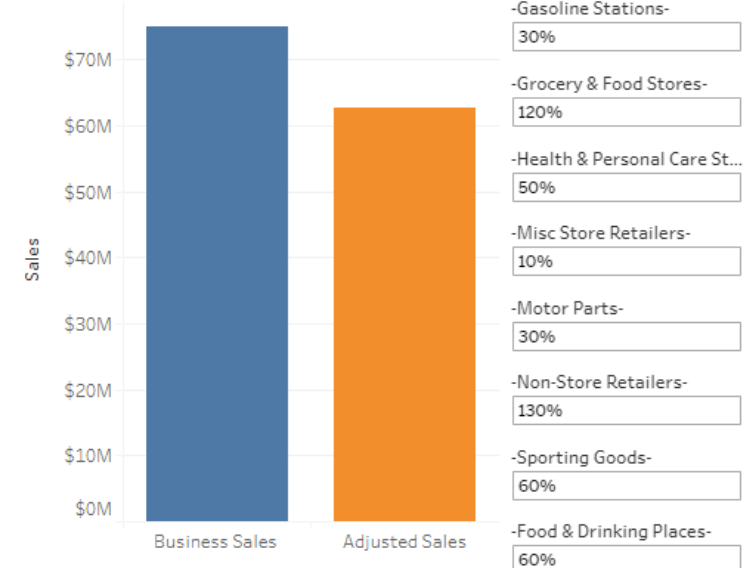 $70M
$60M
$50M
$40M
$30M
$20M
$10M
$0M
Sales
Business Sales
Adjusted Sales
-Gasoline Stations-
30%
-Grocery & Food Stores-
120%
-Health & Personal Care St...
50%
-Misc Store Retailers-
10%
-Motor Parts-
30%
-Non-Store Retailers-
130%
-Sporting Goods-
60%
-Food & Drinking Places-
60%